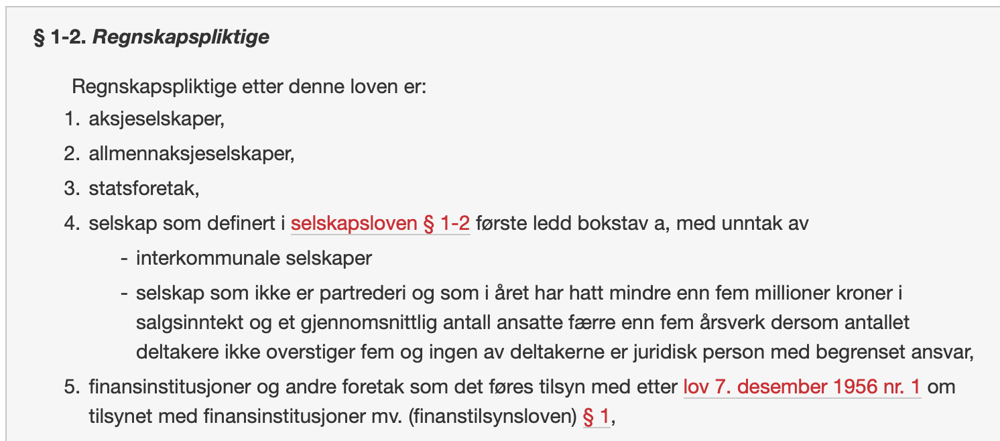 § 1-2. Regnskapspliktige
Regnskapspliktige etter denne loven er:
1. aksjeselskaper,
2. allmennaksjeselskaper,
3. statsforetak,
4. selskap som definert i selskapsloven § 1-2 første ledd bokstav a, med unntak av
- interkommunale selskaper
- selskap som ikke er partrederi og som i året har hatt mindre enn fem millioner kroner i
salgsinntekt og et gjennomsnittlig antall ansatte færre enn fem årsverk dersom antallet
deltakere ikke overstiger fem og ingen av deltakerne er juridisk person med begrenset ansvar,
5. finansinstitusjoner og andre foretak som det føres tilsyn med etter lov 7. desember 1956 nr. 1 om
tilsynet med finansinstitusjoner mv. (finanstilsynsloven) § 1,